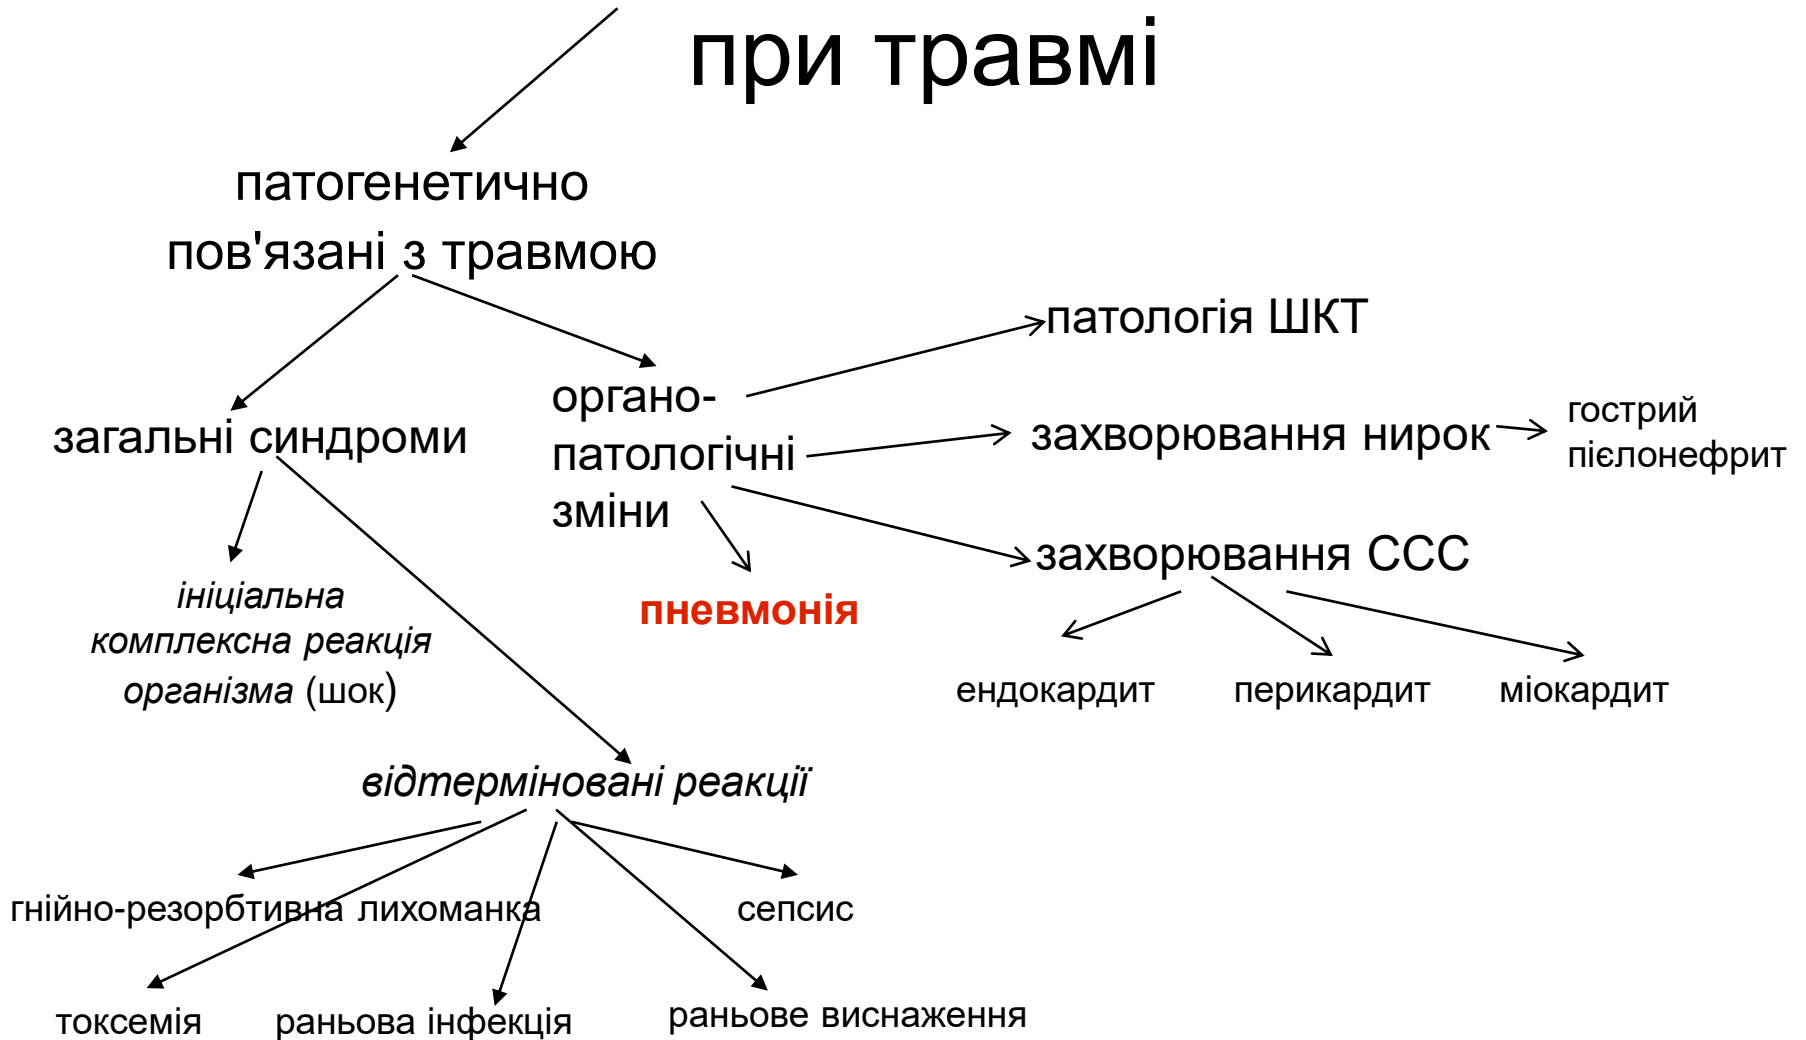 при травмі
патогенетично
пов'язані з травмою
патологія ШКТ
органо-
патологічні
зміни
загальні синдроми
захворювання нирок
гострий
пієлонефрит
захворювання ССС
ініціальна
комплексна реакція
організма (шок)
пневмонія
ендокардит
перикардит
міокардит
відтерміновані реакції
гнійно-резорбтивна лихоманка
сепсис
токсемія
раньова інфекція
раньове виснаження